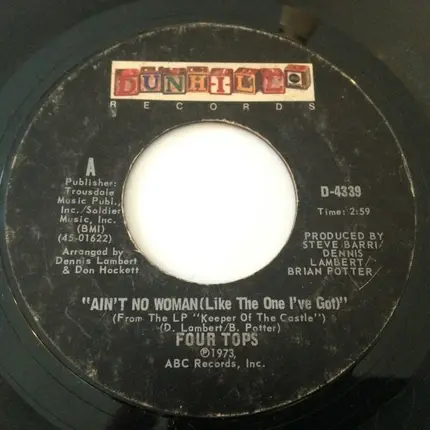 DUNHILL
abc
RECORDS
A
Publisher:
Trousdale
Music Publ.,
Inc./Soldier
Music, Inc.
(BMI)
(45-01622)
Arranged by
Dennis Lambert
& Don Hockett
D-4339
Time: 2:59
PRODUCED BY
STEVE BARRI/
DENNIS
LAMBERT/
BRIAN POTTER
"AIN'T NO WOMAN(Like The One I've Got)"
(From The LP "Keeper Of The Castle")
(D. Lambert/B. Potter)
FOUR TOPS
℗1973,
ABC Records, Inc.